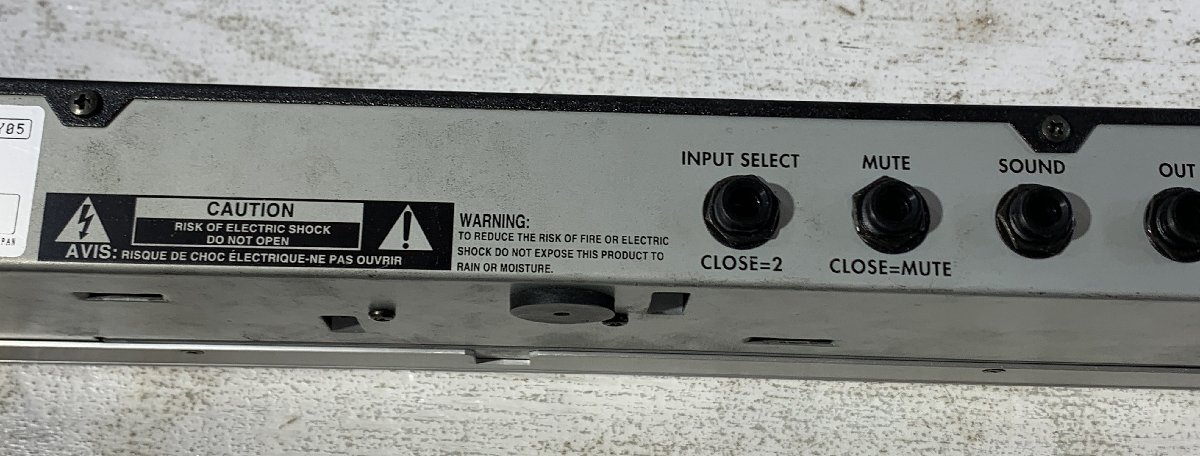 Y05
PAN
CAUTION
RISK OF ELECTRIC SHOCK
DO NOT OPEN
AVIS: RISQUE DE CHOC ÉLECTRIQUE-NE PAS OUVRIR
WARNING:
TO REDUCE THE RISK OF FIRE OR ELECTRIC
SHOCK DO NOT EXPOSE THIS PRODUCT TO
RAIN OR MOISTURE.
INPUT SELECT
CLOSE=2
MUTE
CLOSE=MUTE
SOUND
OUT